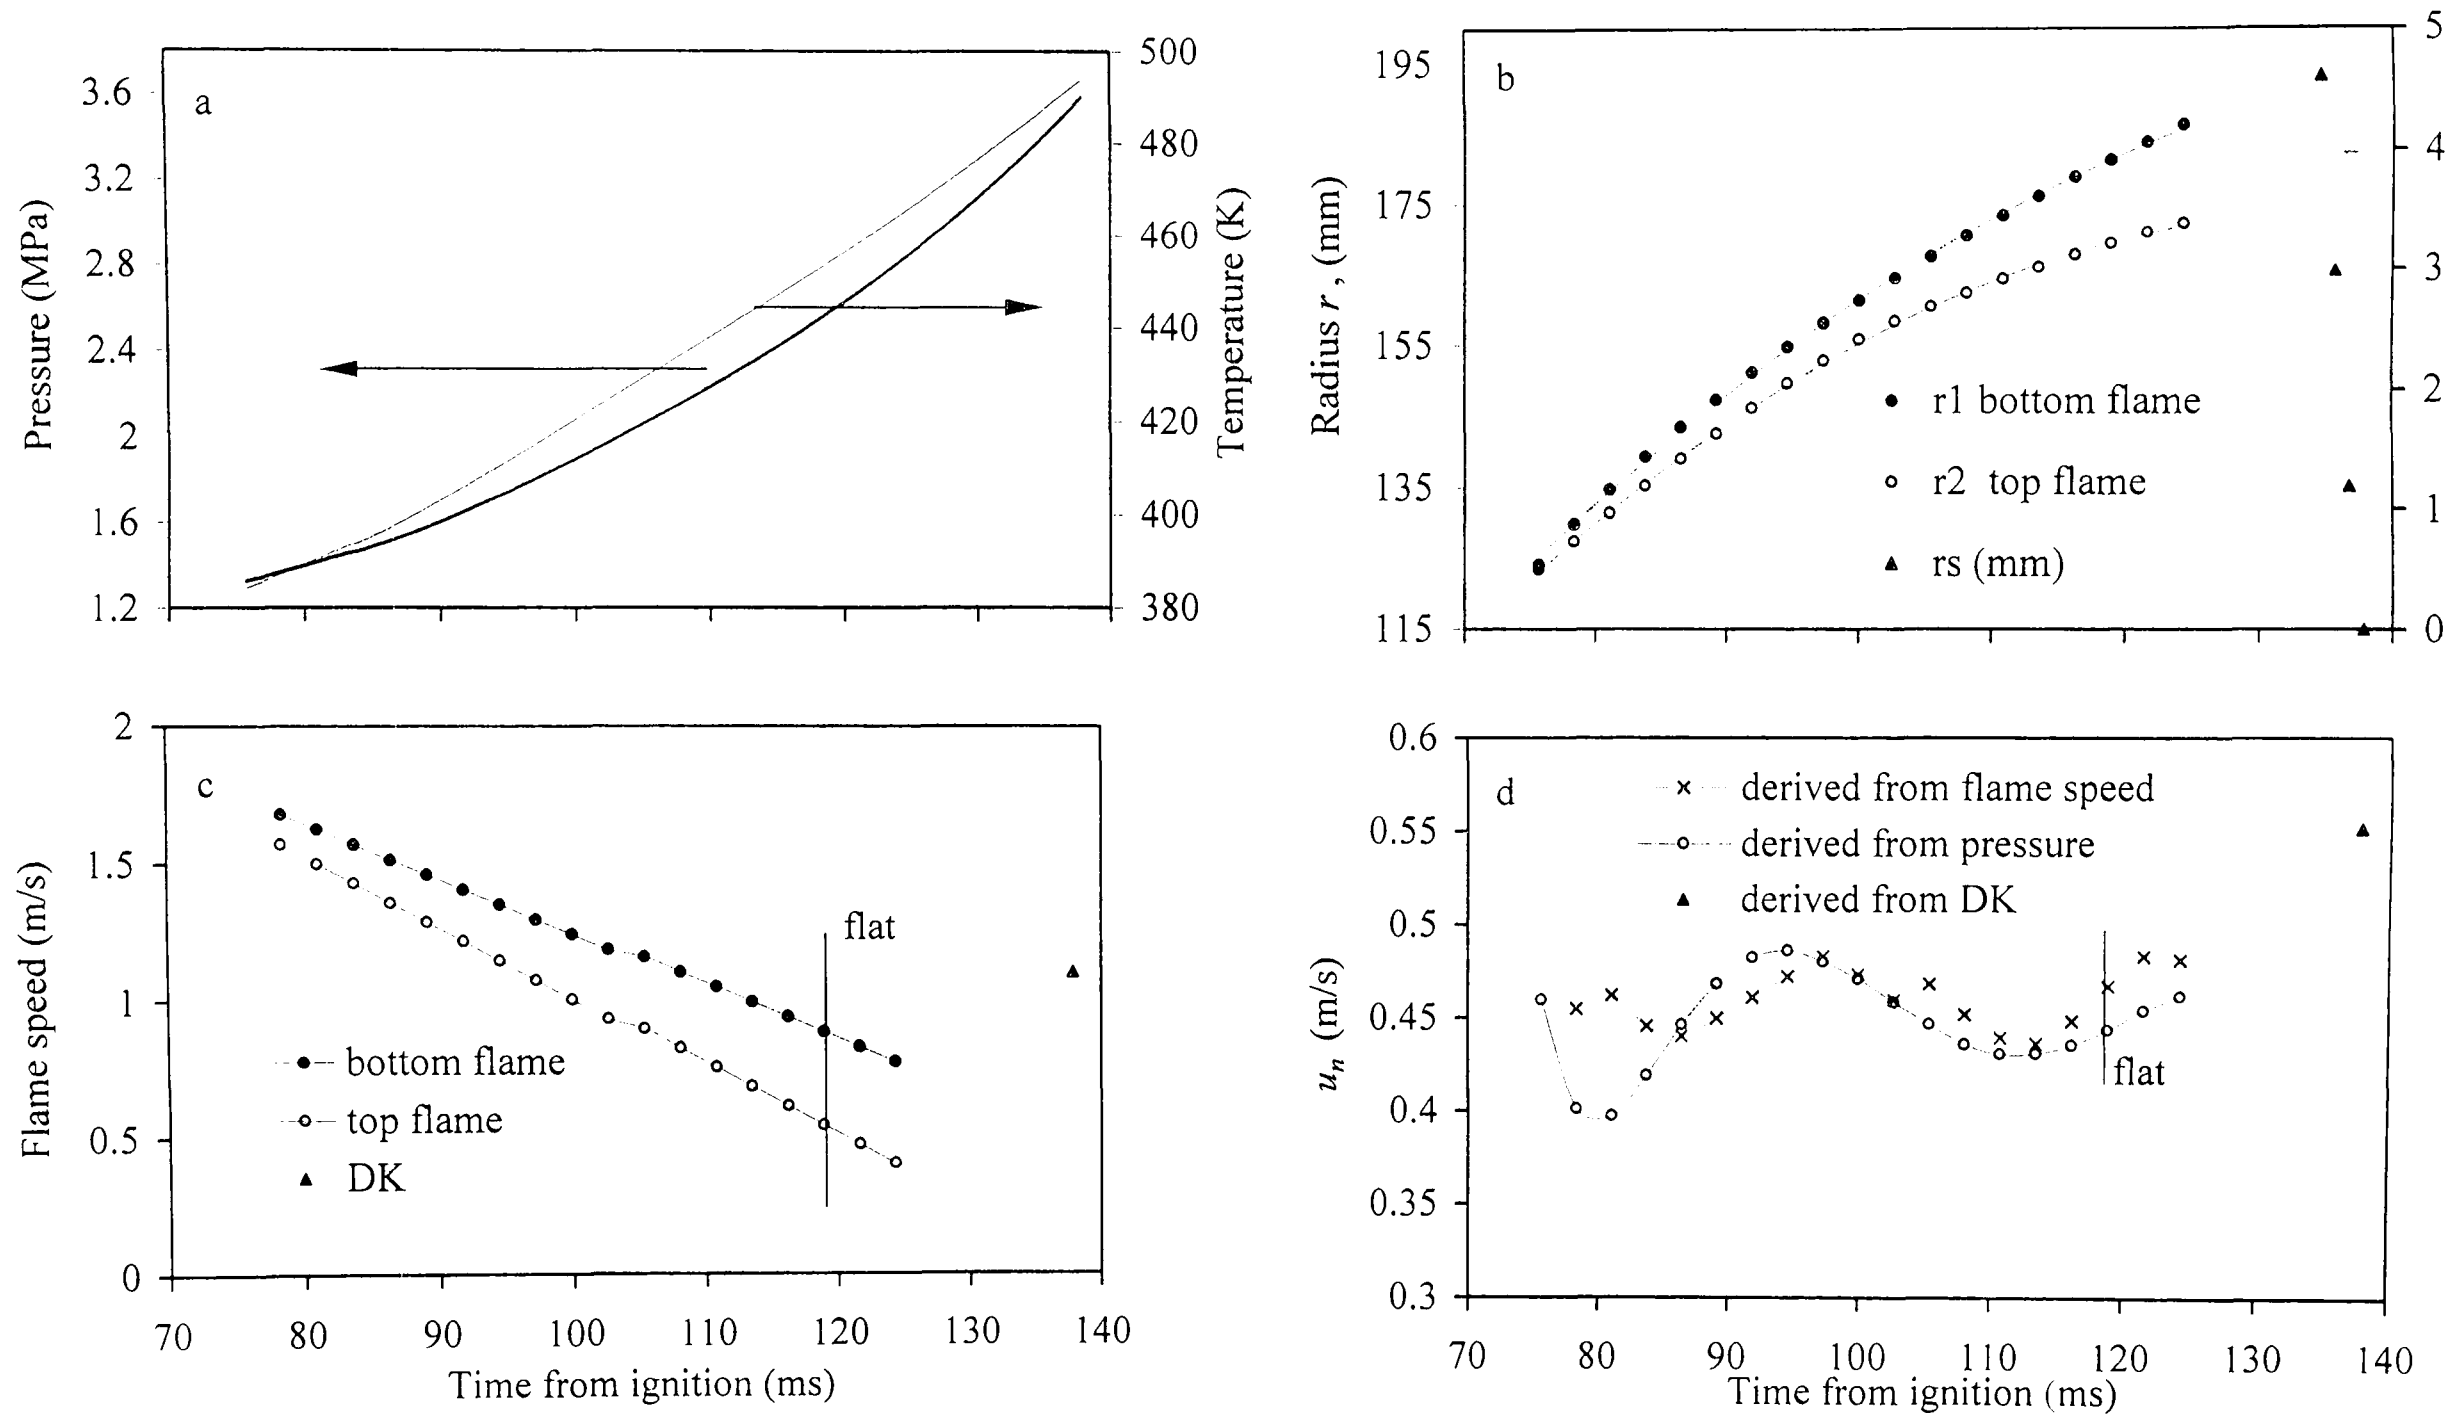 a
3.6
3.2
2.8
2.4
2
1.6
1.2
Pressure (MPa)
500
480
460
440
420
400
380
Temperature (K)
b
195
175
155
135
115
Radius r , (mm)
5
4
3
2
1
0
r1 bottom flame
r2 top flame
rs (mm)
c
2
1.5
1
0.5
0
Flame speed (m/s)
flat
bottom flame
top flame
DK
70 80 90 100 110 120 130 140
Time from ignition (ms)
d
0.6
0.55
0.5
0.45
0.4
0.35
0.3
un (m/s)
derived from flame speed
derived from pressure
derived from DK
flat
70 80 90 100 110 120 130 140
Time from ignition (ms)